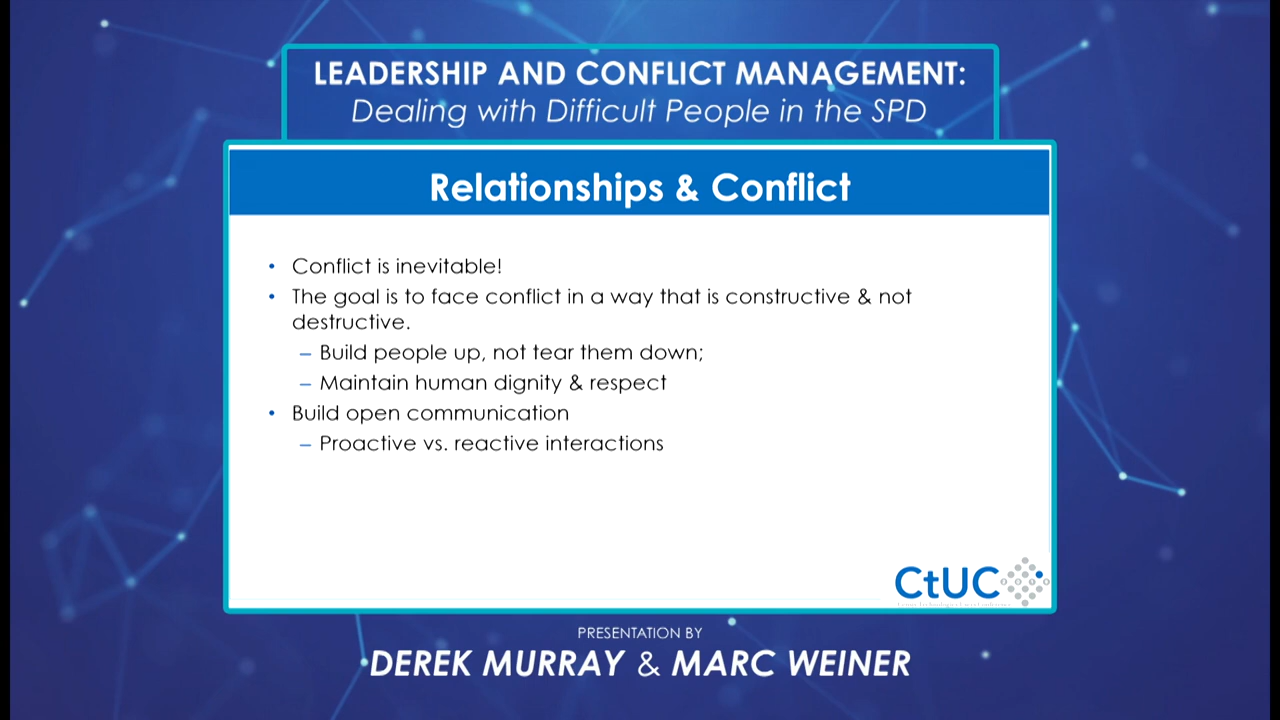 LEADERSHIP AND CONFLICT MANAGEMENT:
Dealing with Difficult People in the SPD
Relationships & Conflict
• Conflict is inevitable!
• The goal is to face conflict in a way that is constructive & not
destructive.
– Build people up, not tear them down;
– Maintain human dignity & respect
• Build open communication
– Proactive vs. reactive interactions
CtUC
PRESENTATION BY
DEREK MURRAY & MARC WEINER